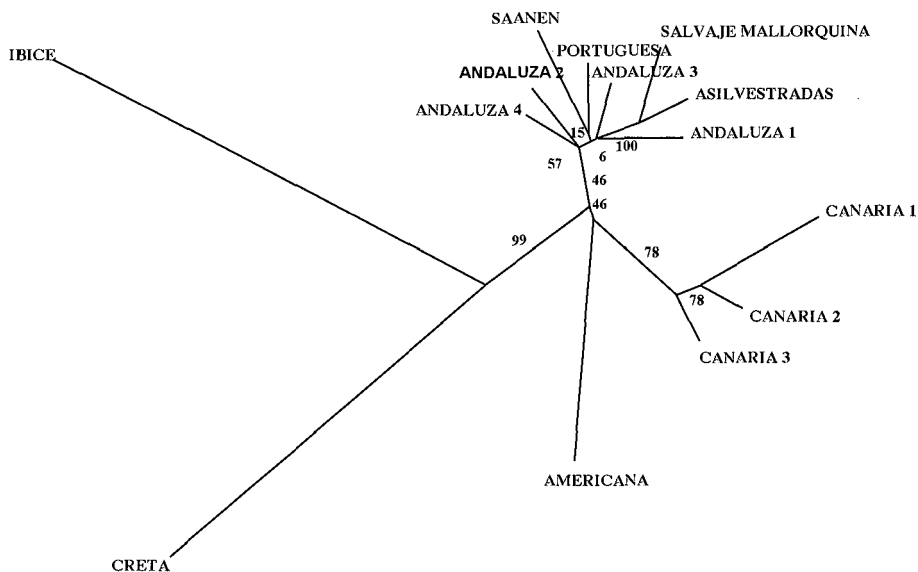 SAANEN
SALVAJE MALLORQUINA
IBICE
PORTUGUESA
ANDALUZA 2
ANDALUZA 3
ASILVESTRADAS
ANDALUZA 4
15
ANDALUZA 1
100
57
6
46
46
CANARIA 1
99
78
78
CANARIA 2
CANARIA 3
AMERICANA
CRETA